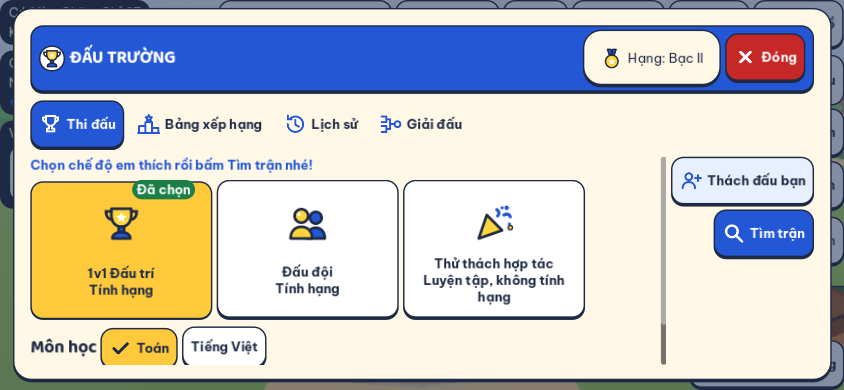 ĐẤU TRƯỜNG
Hạng: Bạc II
Đóng
Thi đấu
Bảng xếp hạng
Lịch sử
Giải đấu
Chọn chế độ em thích rồi bấm Tìm trận nhé!
Thách đấu bạn
Tìm trận
Đã chọn
1v1 Đấu trí
Tính hạng
Đấu đội
Tính hạng
Thử thách hợp tác
Luyện tập, không tính
hạng
Môn học
Toán
Tiếng Việt